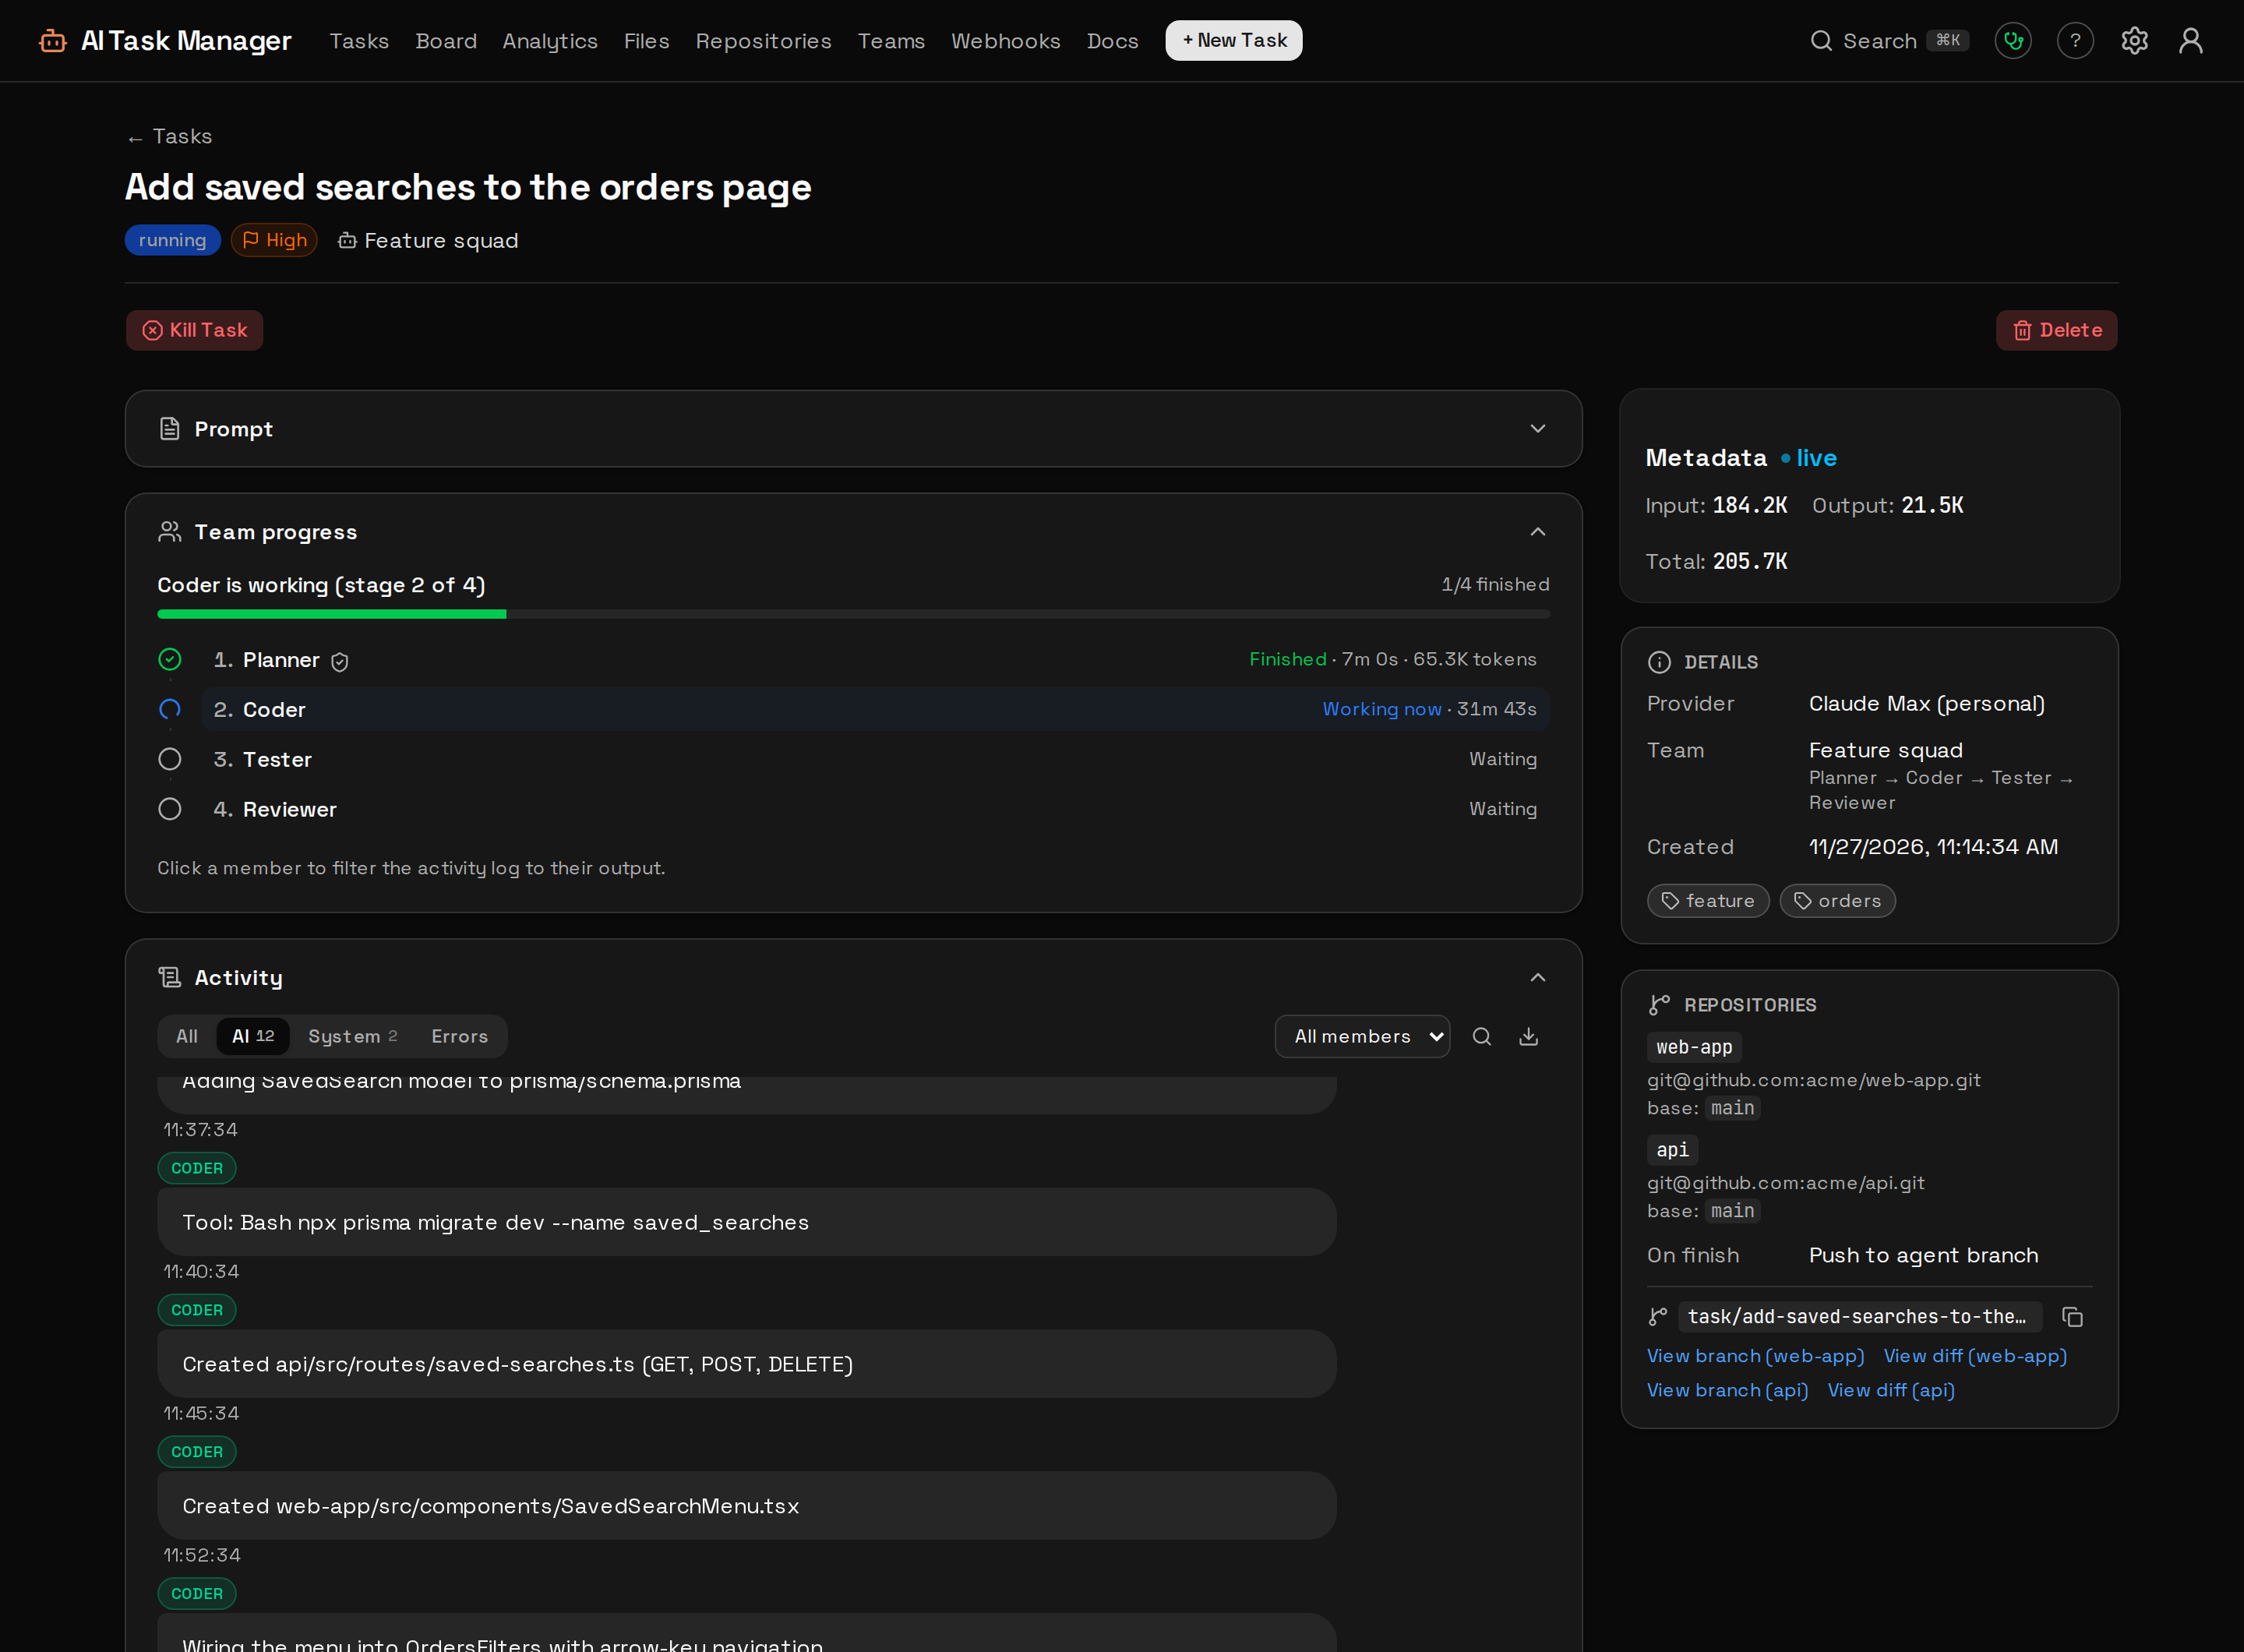 AI Task Manager Tasks Board Analytics Files Repositories Teams Webhooks Docs + New Task Search ⌘K ?
← Tasks
Add saved searches to the orders page
running High Feature squad
Kill Task Delete
Prompt
Team progress
Coder is working (stage 2 of 4) 1/4 finished
1. Planner Finished · 7m 0s · 65.3K tokens
2. Coder Working now · 31m 43s
3. Tester Waiting
4. Reviewer Waiting
Click a member to filter the activity log to their output.
Activity
All AI 12 System 2 Errors All members
Adding SavedSearch model to prisma/schema.prisma
11:37:34
CODER
Tool: Bash npx prisma migrate dev --name saved_searches
11:40:34
CODER
Created api/src/routes/saved-searches.ts (GET, POST, DELETE)
11:45:34
CODER
Created web-app/src/components/SavedSearchMenu.tsx
11:52:34
CODER
Wiring the menu into OrdersFilters with arrow-key navigation
Metadata live
Input: 184.2K Output: 21.5K
Total: 205.7K
DETAILS
Provider Claude Max (personal)
Team Feature squad
Planner → Coder → Tester →
Reviewer
Created 11/27/2026, 11:14:34 AM
feature orders
REPOSITORIES
web-app
git@github.com:acme/web-app.git
base: main
api
git@github.com:acme/api.git
base: main
On finish Push to agent branch
task/add-saved-searches-to-the…
View branch (web-app) View diff (web-app)
View branch (api) View diff (api)